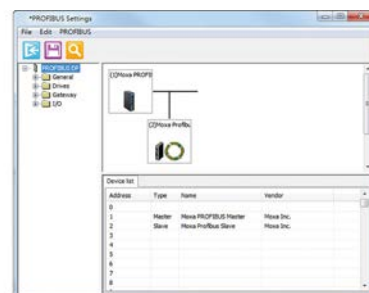 *PROFIBUS Settings
File Edit PROFIBUS
PROFIBUS DP
General
Drives
Gateway
I/O
(1)Moxa PROFI
(2)Moxa Profibu
Device list
Address Type Name Vendor
0
1 Master Moxa PROFIBUS Master Moxa Inc.
2 Slave Moxa Profibus Slave Moxa Inc.
3
4
5
6
7
8